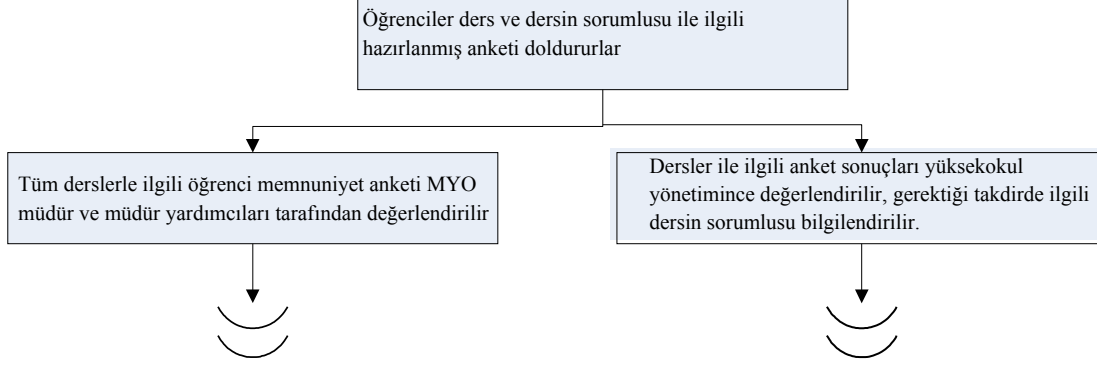 Öğrenciler ders ve dersin sorumlusu ile ilgili
hazırlanmış anketi doldururlar
Tüm derslerle ilgili öğrenci memnuniyet anketi MYO
müdür ve müdür yardımcıları tarafından değerlendirilir
Dersler ile ilgili anket sonuçları yüksekokul
yönetimince değerlendirilir, gerektiği takdirde ilgili
dersin sorumlusu bilgilendirilir.